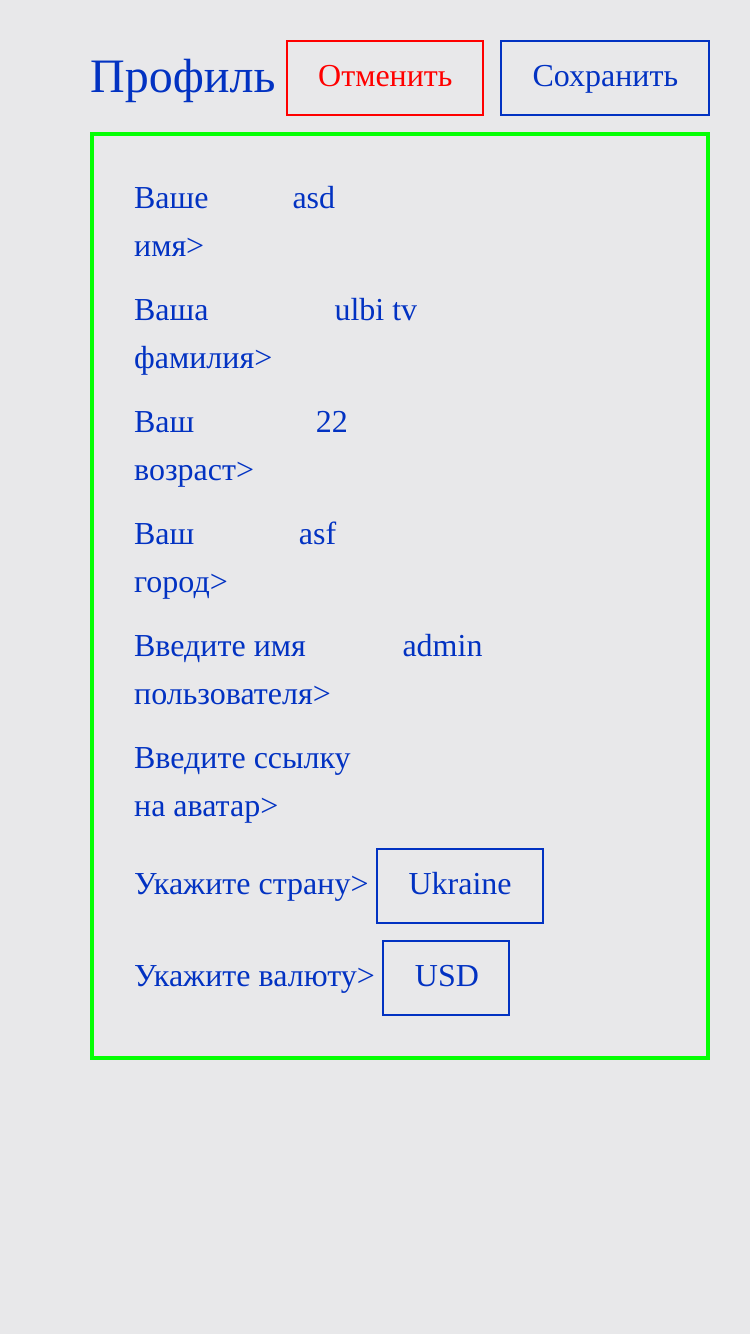 Профиль Отменить Сохранить
Ваше asd
имя>
Ваша ulbi tv
фамилия>
Ваш 22
возраст>
Ваш asf
город>
Введите имя admin
пользователя>
Введите ссылку
на аватар>
Укажите страну> Ukraine
Укажите валюту> USD